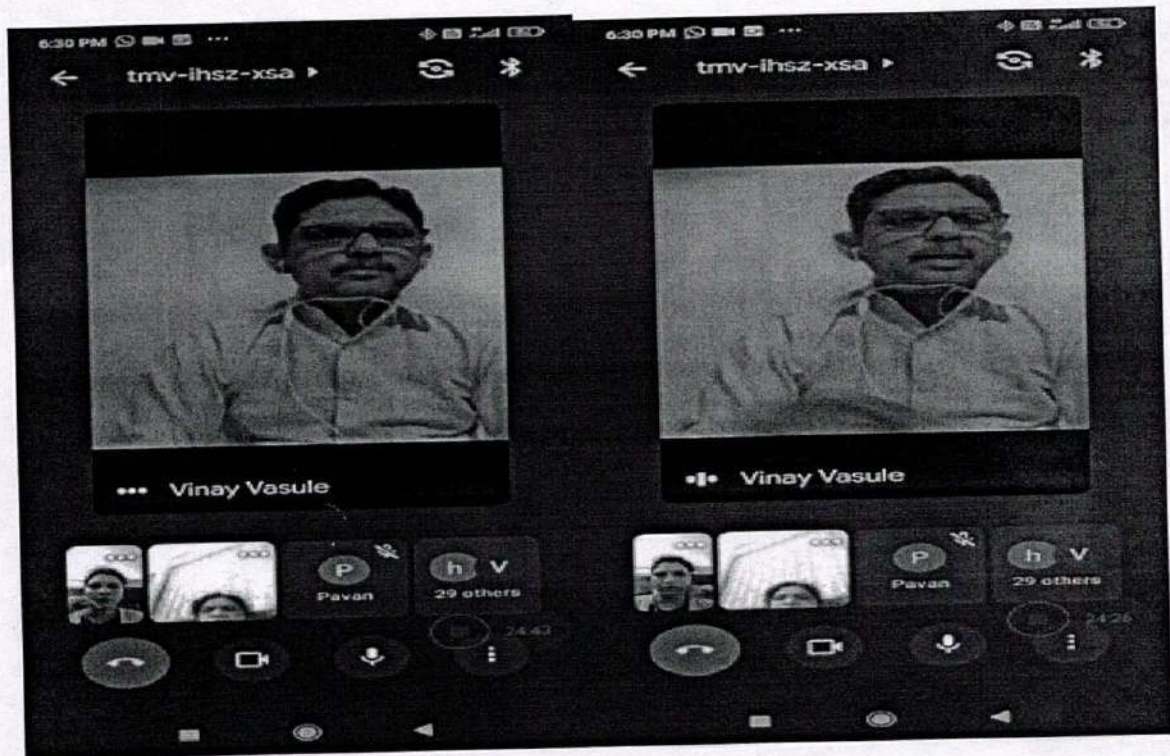 6:30 PM
tmv-ihsz-xsa
Vinay Vasule
P
Pavan
h V
29 others
24:43
6:30 PM
tmv-ihsz-xsa
Vinay Vasule
P
Pavan
h V
29 others
24:26